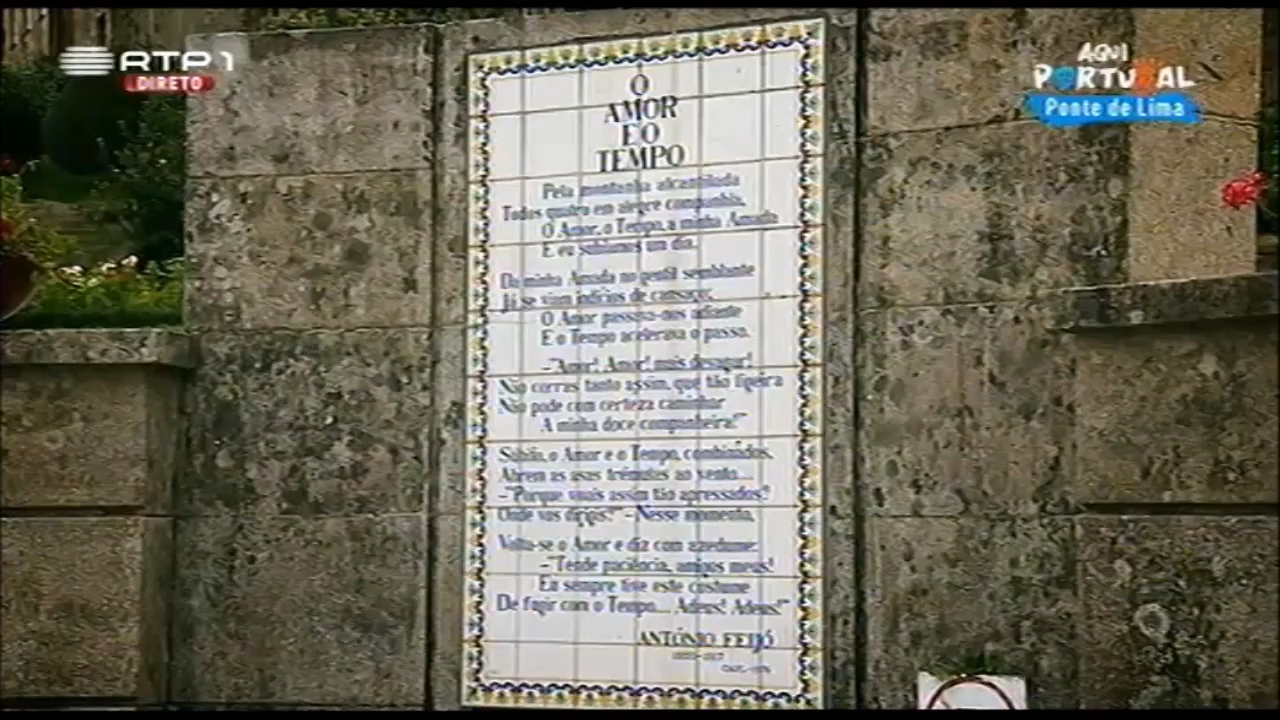 RTP 1
DIRETO
AQUI
PORTUGAL
Ponte de Lima
O
AMOR
E O
TEMPO
Pela montanha alcantilada
Todos quatro em alegre companhia,
O Amor, o Tempo, a minha Amada
E eu subiamos um dia.
Da minha Amada no gentil semblante
Já se viam indícios de cansaço;
O Amor passava-nos adiante
E o Tempo acelerava o passo.
—"Amor! Amor! mais devagar!
Não corras tanto assim, que tão ligeira
Não pode com certeza caminhar
A minha doce companheira!"
Súbito, o Amor e o Tempo, combinados,
Abrem as asas trémulas ao vento...
—"Porque voais assim tão apressados?
Onde vos dirigis?" — Nesse momento,
Volta-se o Amor e diz com azedume:
—"Tende paciência, amigos meus!
Eu sempre tive este costume
De fugir com o Tempo... Adeus! Adeus!"
ANTÓNIO FEIJÓ